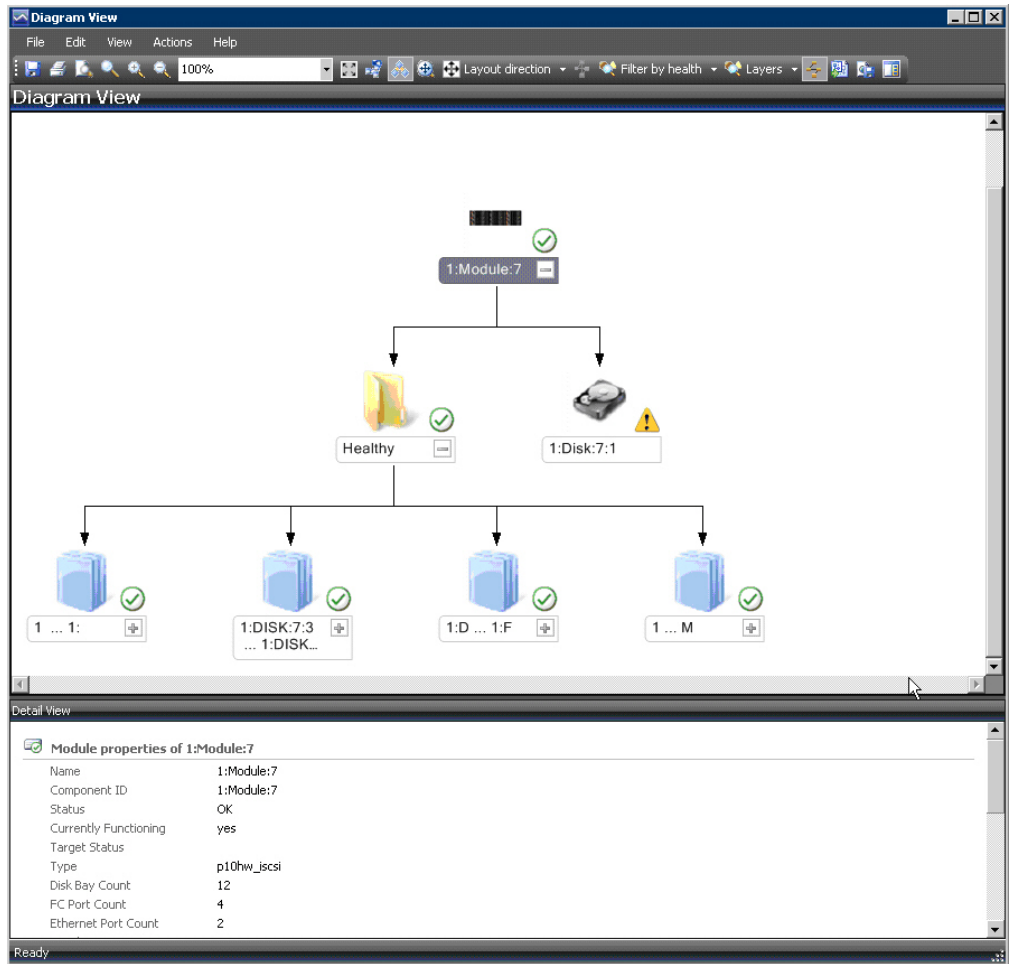 Diagram View
File Edit View Actions Help
100% Layout direction Filter by health Layers
Diagram View
1:Module:7
Healthy
1:Disk:7:1
1 ... 1:
1:DISK:7:3
... 1:DISK...
1:D ... 1:F
1 ... M
Detail View
Module properties of 1:Module:7
Name 1:Module:7
Component ID 1:Module:7
Status OK
Currently Functioning yes
Target Status
Type p10hw_iscsi
Disk Bay Count 12
FC Port Count 4
Ethernet Port Count 2
Ready